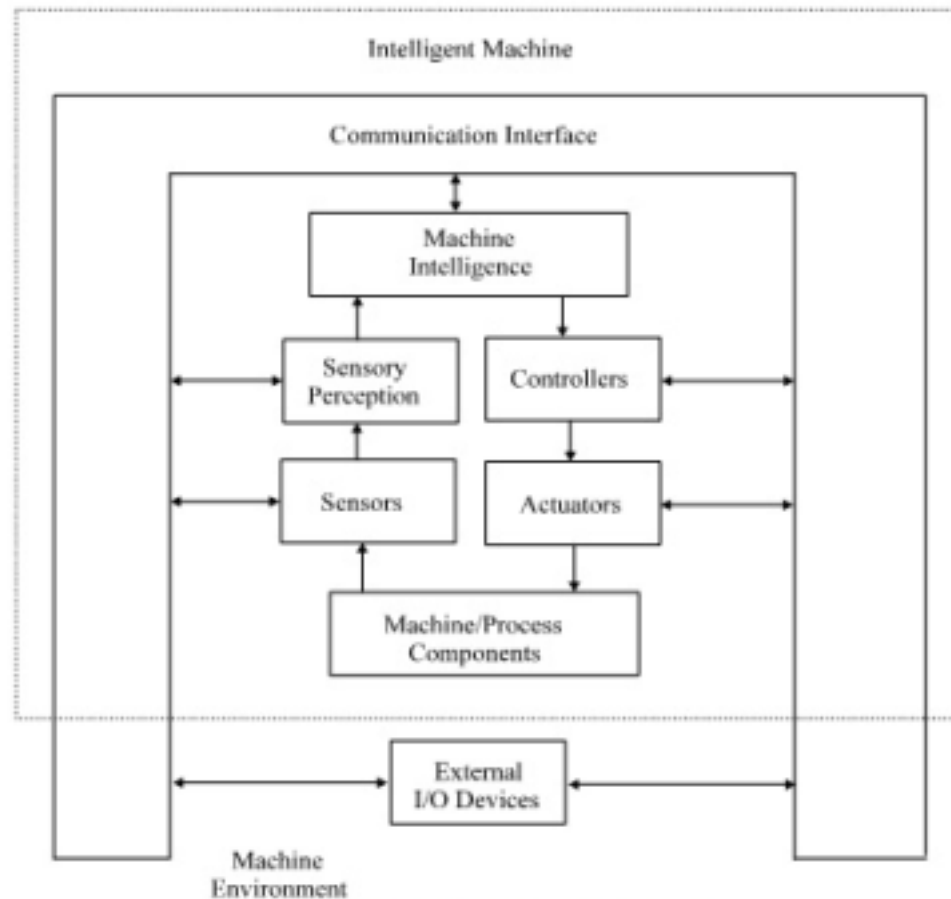 Intelligent Machine
Communication Interface
Machine
Intelligence
Sensory
Perception
Controllers
Sensors
Actuators
Machine/Process
Components
External
I/O Devices
Machine
Environment